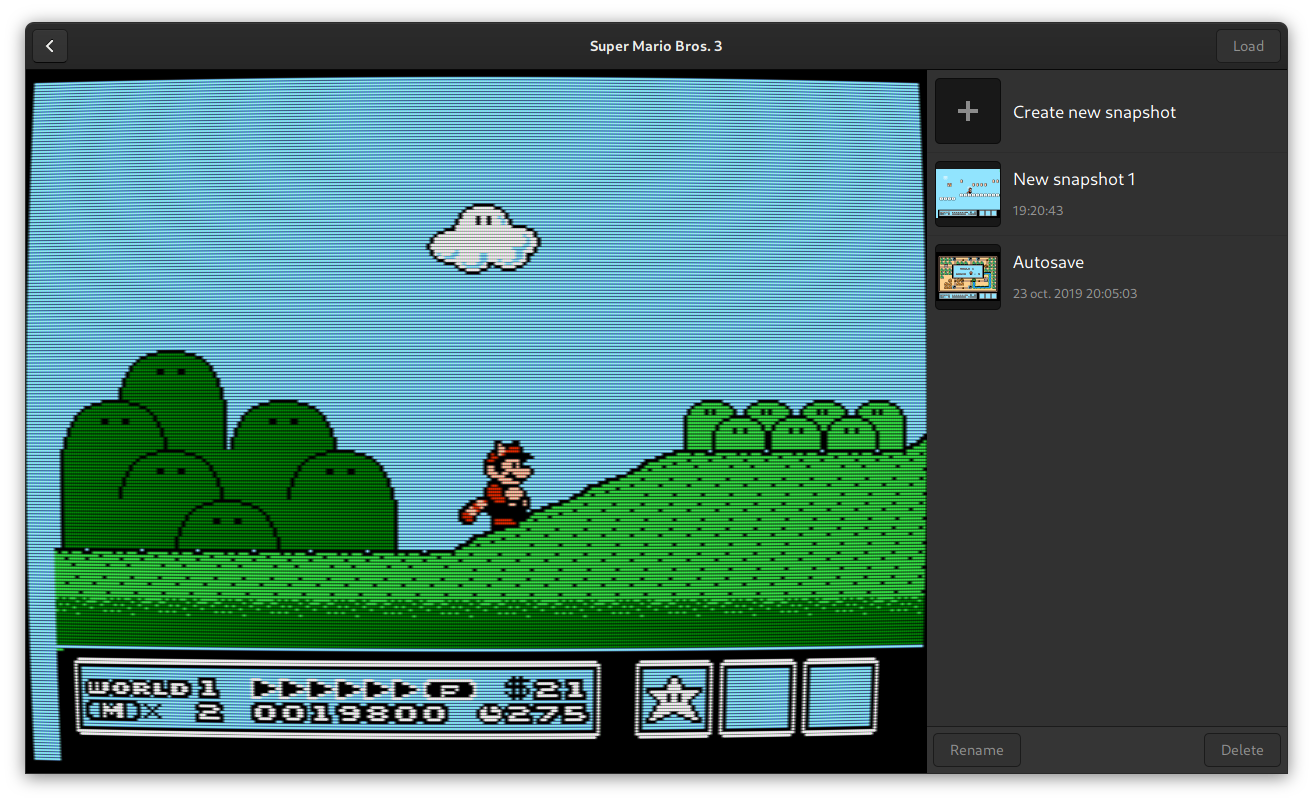 Super Mario Bros. 3
Load
Create new snapshot
New snapshot 1
19:20:43
Autosave
23 oct. 2019 20:05:03
WORLD 1 P $21
M x 2 0019800 275
Rename
Delete